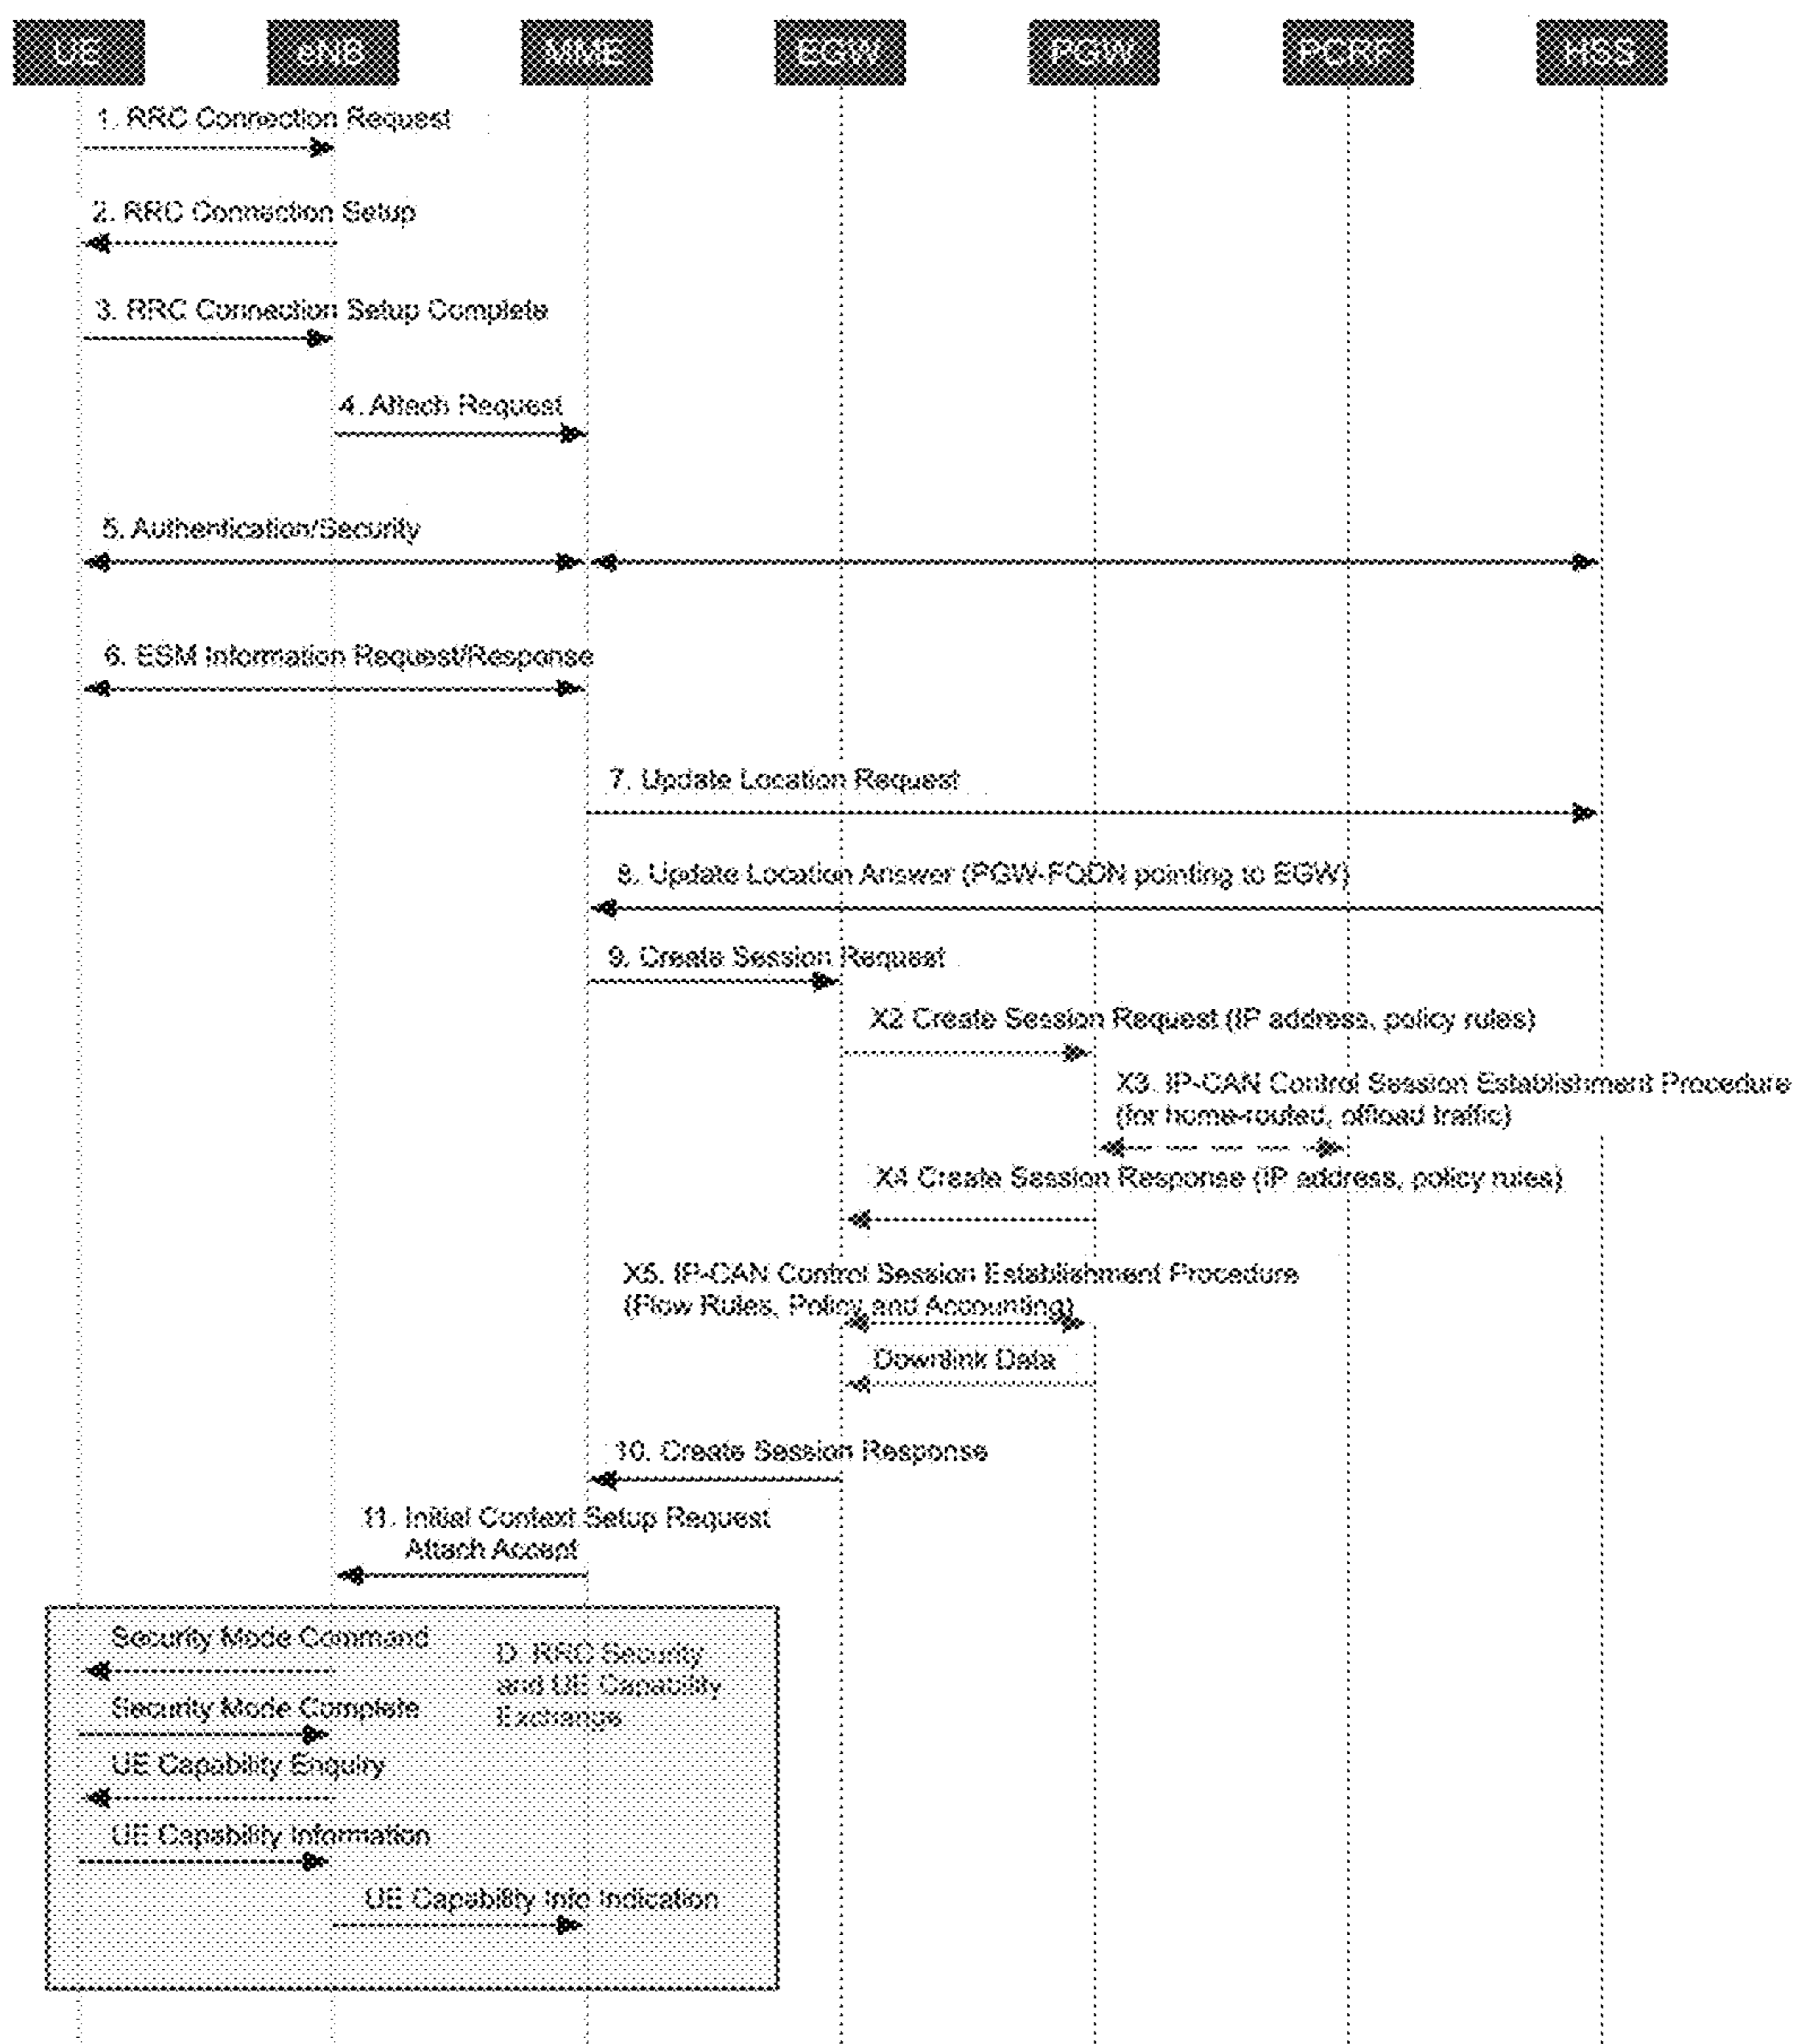 UE eNB MME EGW PGW PCRF HSS
1. RRC Connection Request
2. RRC Connection Setup
3. RRC Connection Setup Complete
4. Attach Request
5. Authentication/Security
6. ESM Information Request/Response
7. Update Location Request
8. Update Location Answer (PGW-FQDN pointing to EGW)
9. Create Session Request
X2 Create Session Request (IP address, policy rules)
X3. IP-CAN Control Session Establishment Procedure
(for home-routed, offload traffic)
X4 Create Session Response (IP address, policy rules)
X5. IP-CAN Control Session Establishment Procedure
(Flow Rules, Policy and Accounting)
Downlink Data
10. Create Session Response
11. Initial Context Setup Request
Attach Accept
Security Mode Command
D. RRC Security
and UE Capability
Exchange
Security Mode Complete
UE Capability Enquiry
UE Capability Information
UE Capability Info Indication